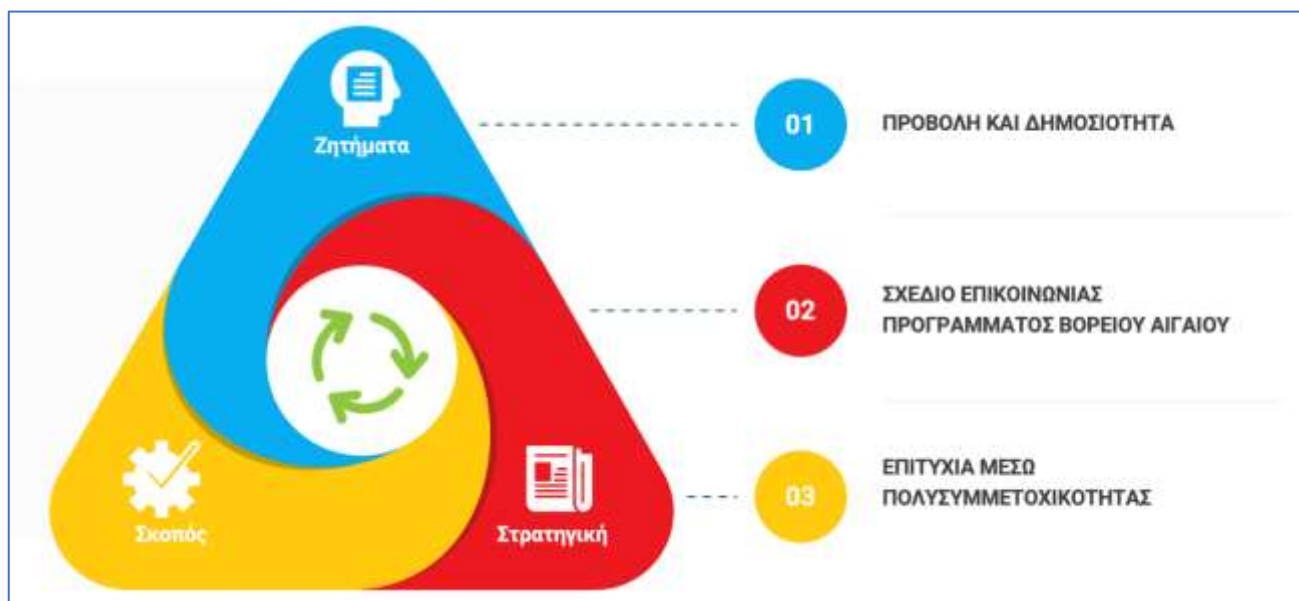 Ζητήματα
01
ΠΡΟΒΟΛΗ ΚΑΙ ΔΗΜΟΣΙΟΤΗΤΑ
02
ΣΧΕΔΙΟ ΕΠΙΚΟΙΝΩΝΙΑΣ
ΠΡΟΓΡΑΜΜΑΤΟΣ ΒΟΡΕΙΟΥ ΑΙΓΑΙΟΥ
Σκοπός
Στρατηγική
03
ΕΠΙΤΥΧΙΑ ΜΕΣΩ
ΠΟΛΥΣΥΜΜΕΤΟΧΙΚΟΤΗΤΑΣ